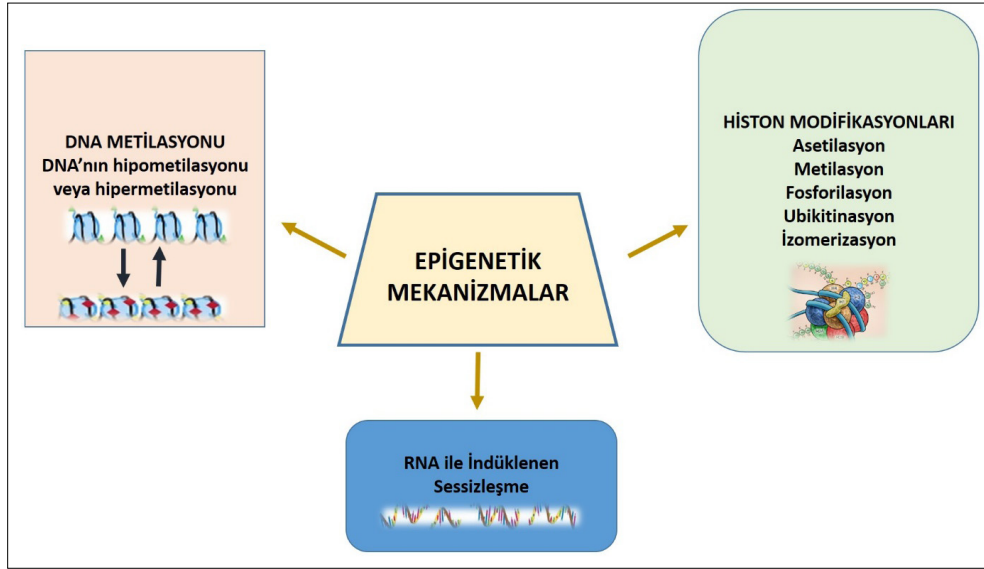 DNA METİLASYONU
DNA’nın hipometilasyonu
veya hipermetilasyonu
HİSTON MODİFİKASYONLARI
Asetilasyon
Metilasyon
Fosforilasyon
Ubikitinasyon
İzomerizasyon
EPİGENETİK
MEKANİZMALAR
RNA ile İndüklenen
Sessizleşme